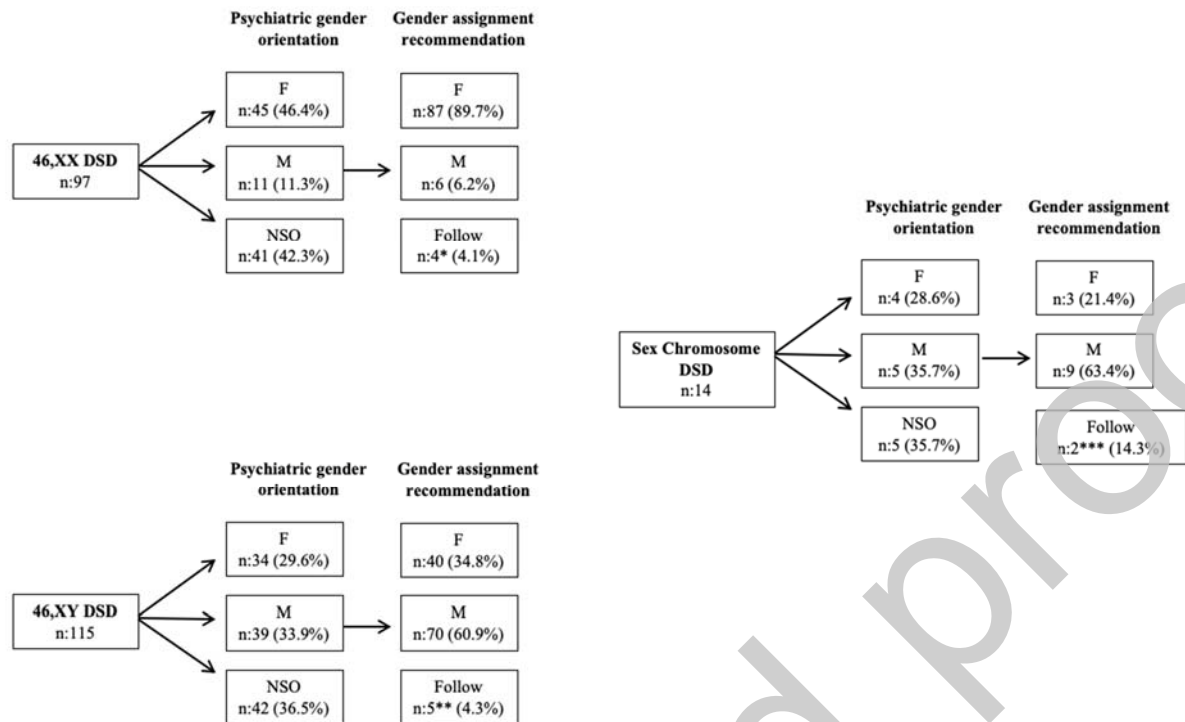 Psychiatric gender
orientation
Gender assignment
recommendation
46,XX DSD
n:97
F
n:45 (46.4%)
F
n:87 (89.7%)
M
n:11 (11.3%)
M
n:6 (6.2%)
NSO
n:41 (42.3%)
Follow
n:4* (4.1%)
Psychiatric gender
orientation
Gender assignment
recommendation
46,XY DSD
n:115
F
n:34 (29.6%)
F
n:40 (34.8%)
M
n:39 (33.9%)
M
n:70 (60.9%)
NSO
n:42 (36.5%)
Follow
n:5** (4.3%)
Psychiatric gender
orientation
Gender assignment
recommendation
Sex Chromosome
DSD
n:14
F
n:4 (28.6%)
F
n:3 (21.4%)
M
n:5 (35.7%)
M
n:9 (63.4%)
NSO
n:5 (35.7%)
Follow
n:2*** (14.3%)
d proo